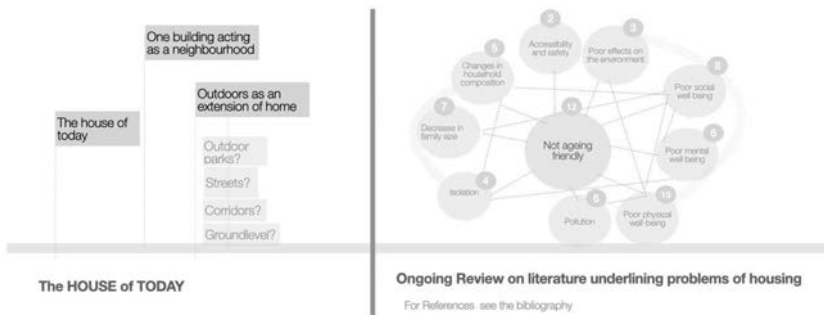 One building acting
as a neighbourhood
Outdoors as an
extension of home
The house of
today
Outdoor
parks?
Streets?
Corridors?
Groundlevel?
The HOUSE of TODAY
2
Accessibility
and safety
3
Poor effects on
the environment
5
Changes in
household
composition
8
Poor social
well being
7
Decrease in
family size
12
Not ageing
friendly
6
Poor mental
well being
4
Isolation
Pollution
10
Poor physical
well-being
Ongoing Review on literature underlining problems of housing
For References see the bibliography